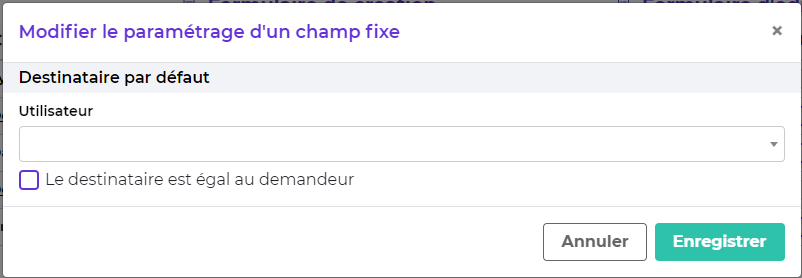 Modifier le paramétrage d'un champ fixe
×
Destinataire par défaut
Utilisateur
Le destinataire est égal au demandeur
Annuler
Enregistrer